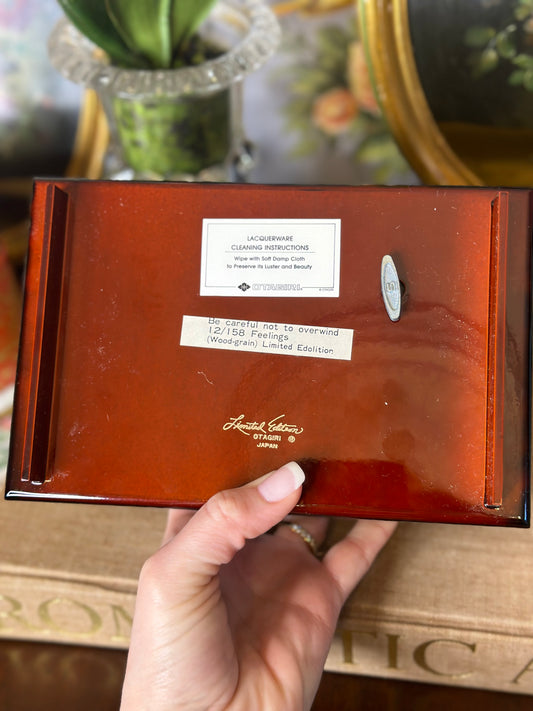 LACQUERWARE
CLEANING INSTRUCTIONS
Wipe with Soft Damp Cloth
to Preserve Its Luster and Beauty
OTAGIRI
Be careful not to overwind
12/158 Feelings
(Wood-grain) Limited Edolition
Limited Edition
OTAGIRI ®
JAPAN
ROMANTIC A